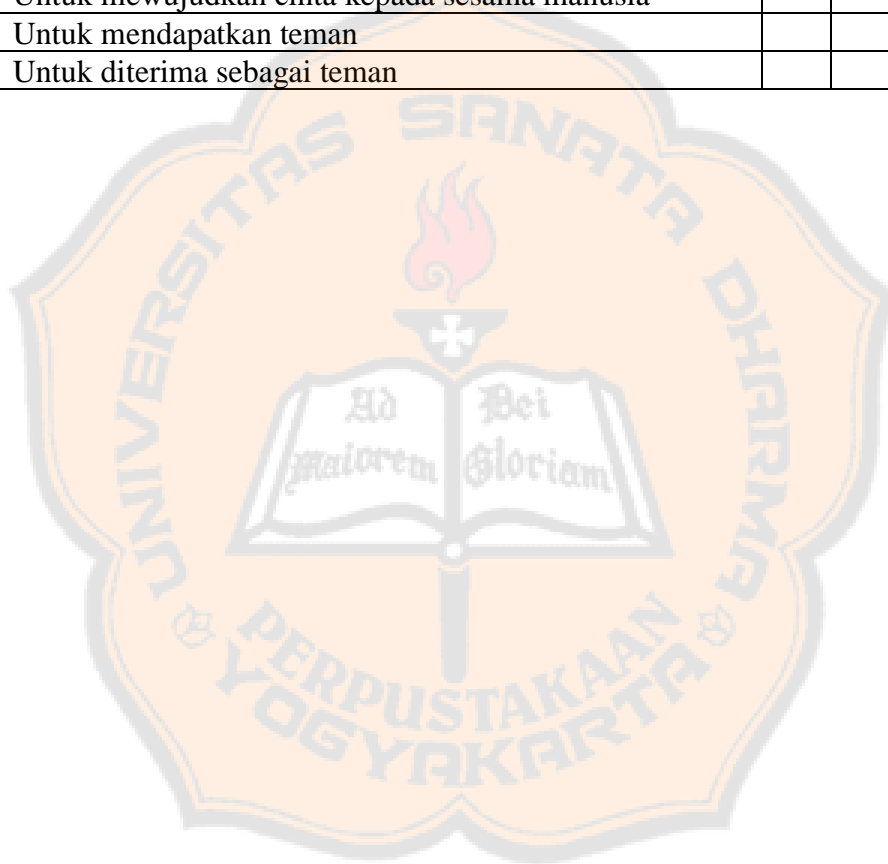 Untuk mewujudkan cinta kepada sesama manusia
Untuk mendapatkan teman
Untuk diterima sebagai teman
UNIVERSITAS SANATA DHARMA
Ad Dei
Maiorem Gloriam
PERPUSTAKAAN
YOGYAKARTA